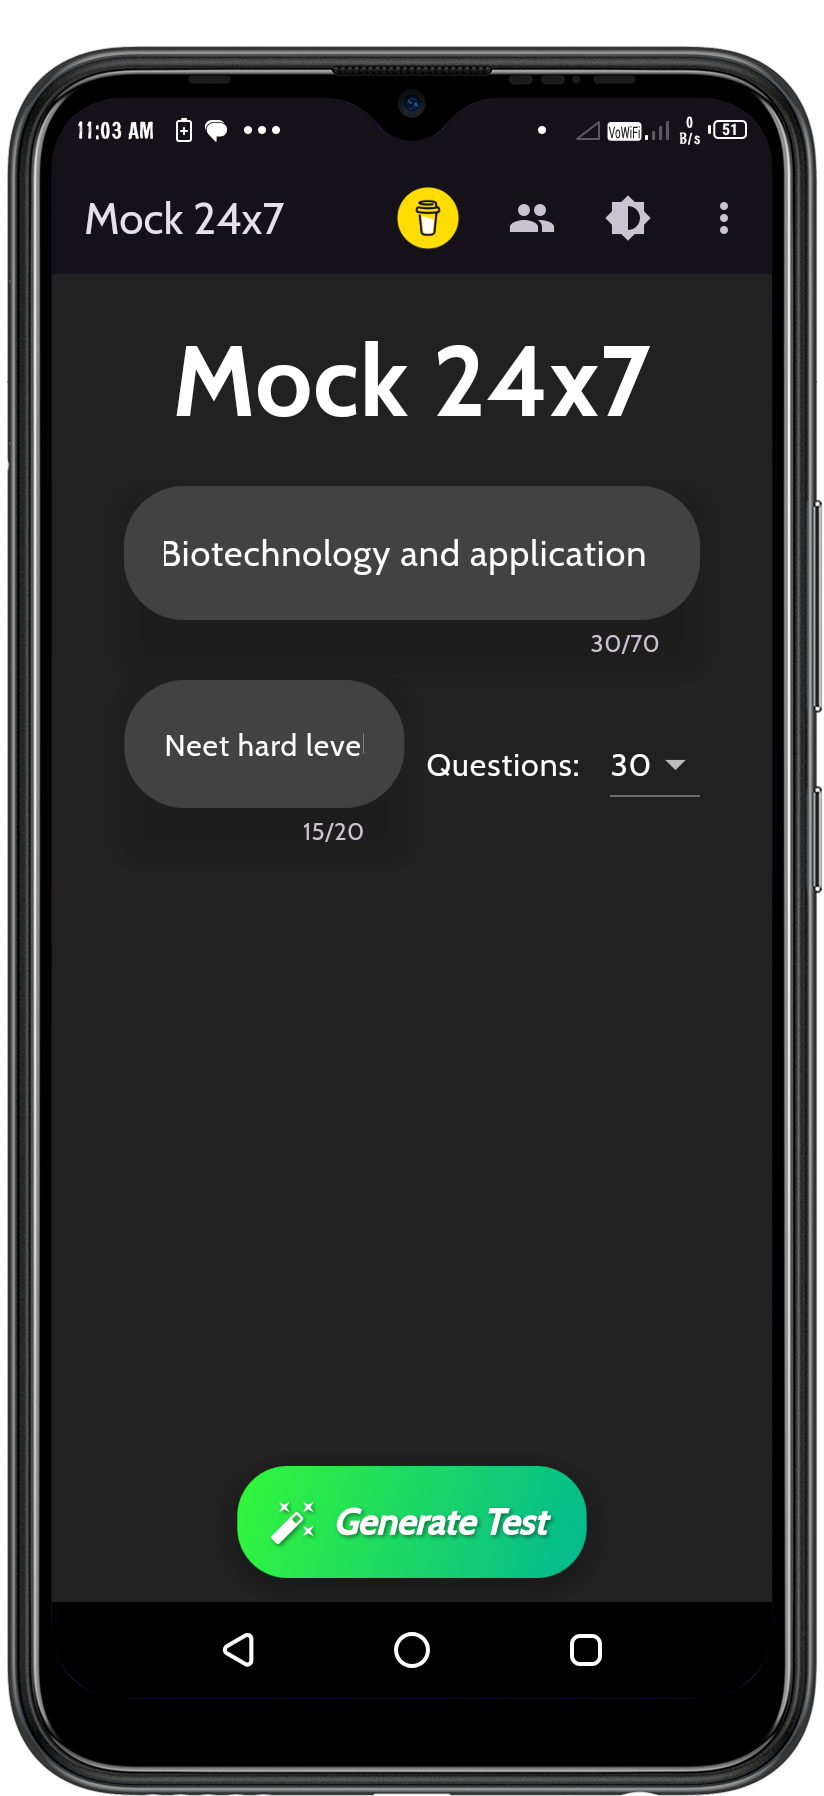 11:03 AM VoWiFi 0 B/s 51
Mock 24x7
Mock 24x7
Biotechnology and application
30/70
Neet hard level
15/20
Questions: 30
Generate Test